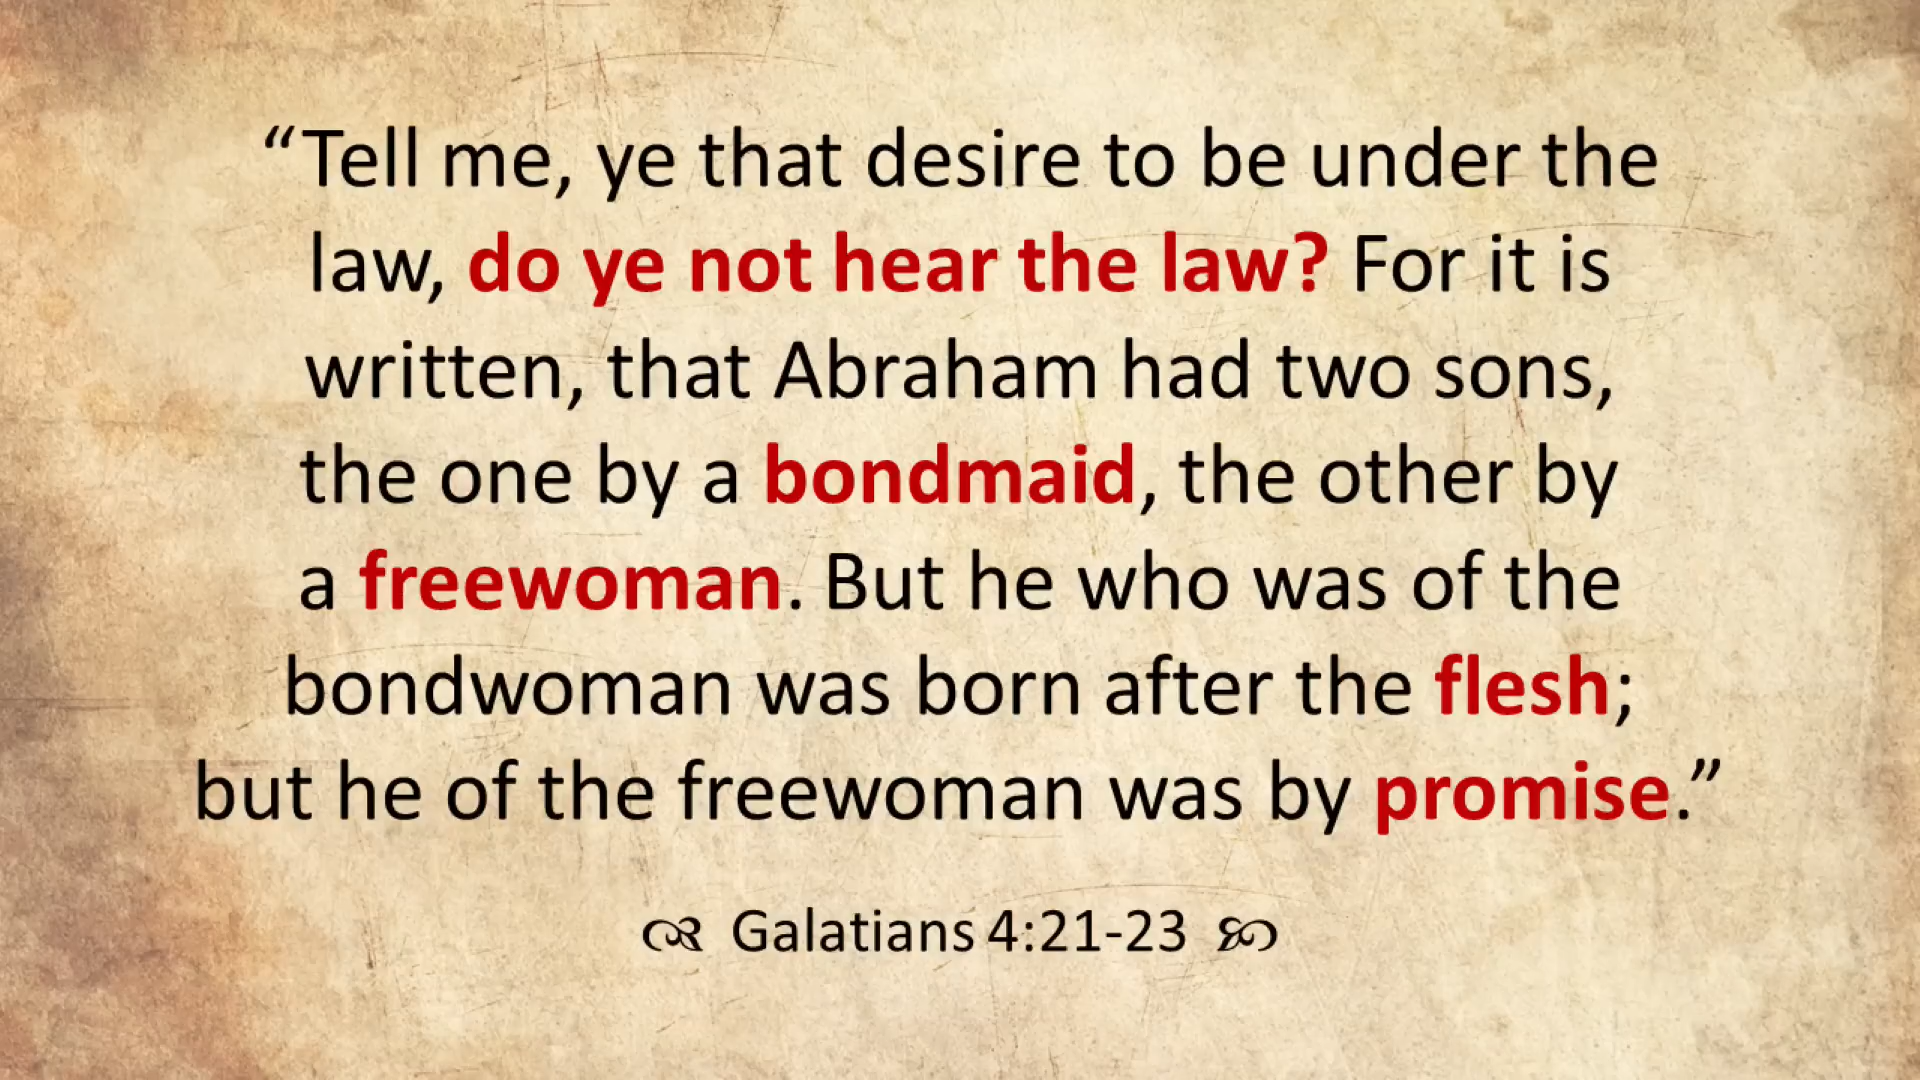 “Tell me, ye that desire to be under the
law, do ye not hear the law? For it is
written, that Abraham had two sons,
the one by a bondmaid, the other by
a freewoman. But he who was of the
bondwoman was born after the flesh;
but he of the freewoman was by promise.”
Galatians 4:21-23